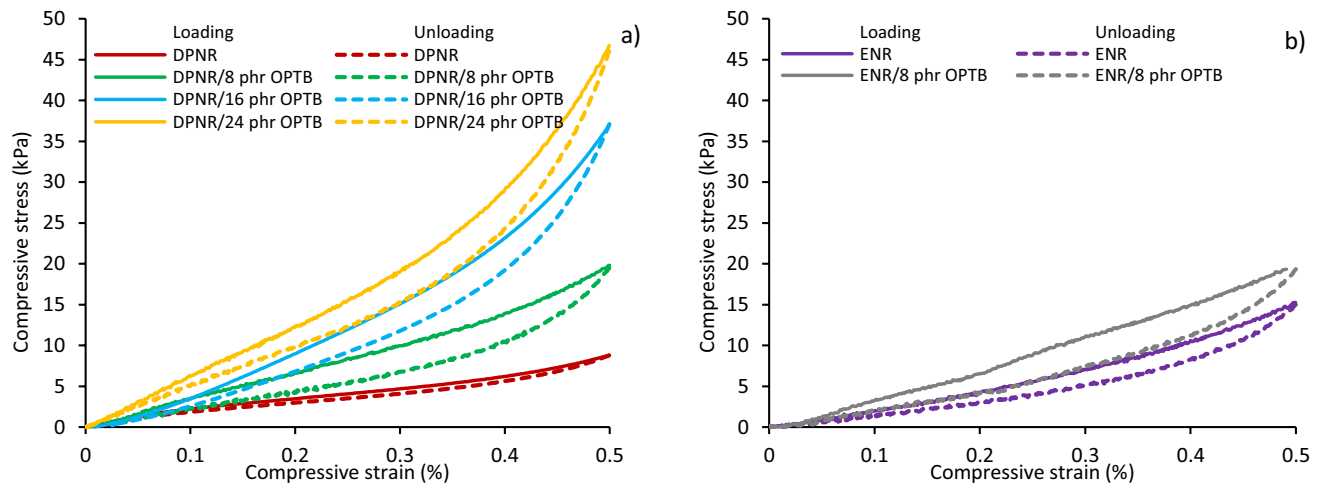 a)
Loading Unloading
DPNR DPNR
DPNR/8 phr OPTB DPNR/8 phr OPTB
DPNR/16 phr OPTB DPNR/16 phr OPTB
DPNR/24 phr OPTB DPNR/24 phr OPTB
Compressive stress (kPa)
50
45
40
35
30
25
20
15
10
5
0
0 0.1 0.2 0.3 0.4 0.5
Compressive strain (%)
b)
Loading Unloading
ENR ENR
ENR/8 phr OPTB ENR/8 phr OPTB
Compressive stress (kPa)
50
45
40
35
30
25
20
15
10
5
0
0 0.1 0.2 0.3 0.4 0.5
Compressive strain (%)